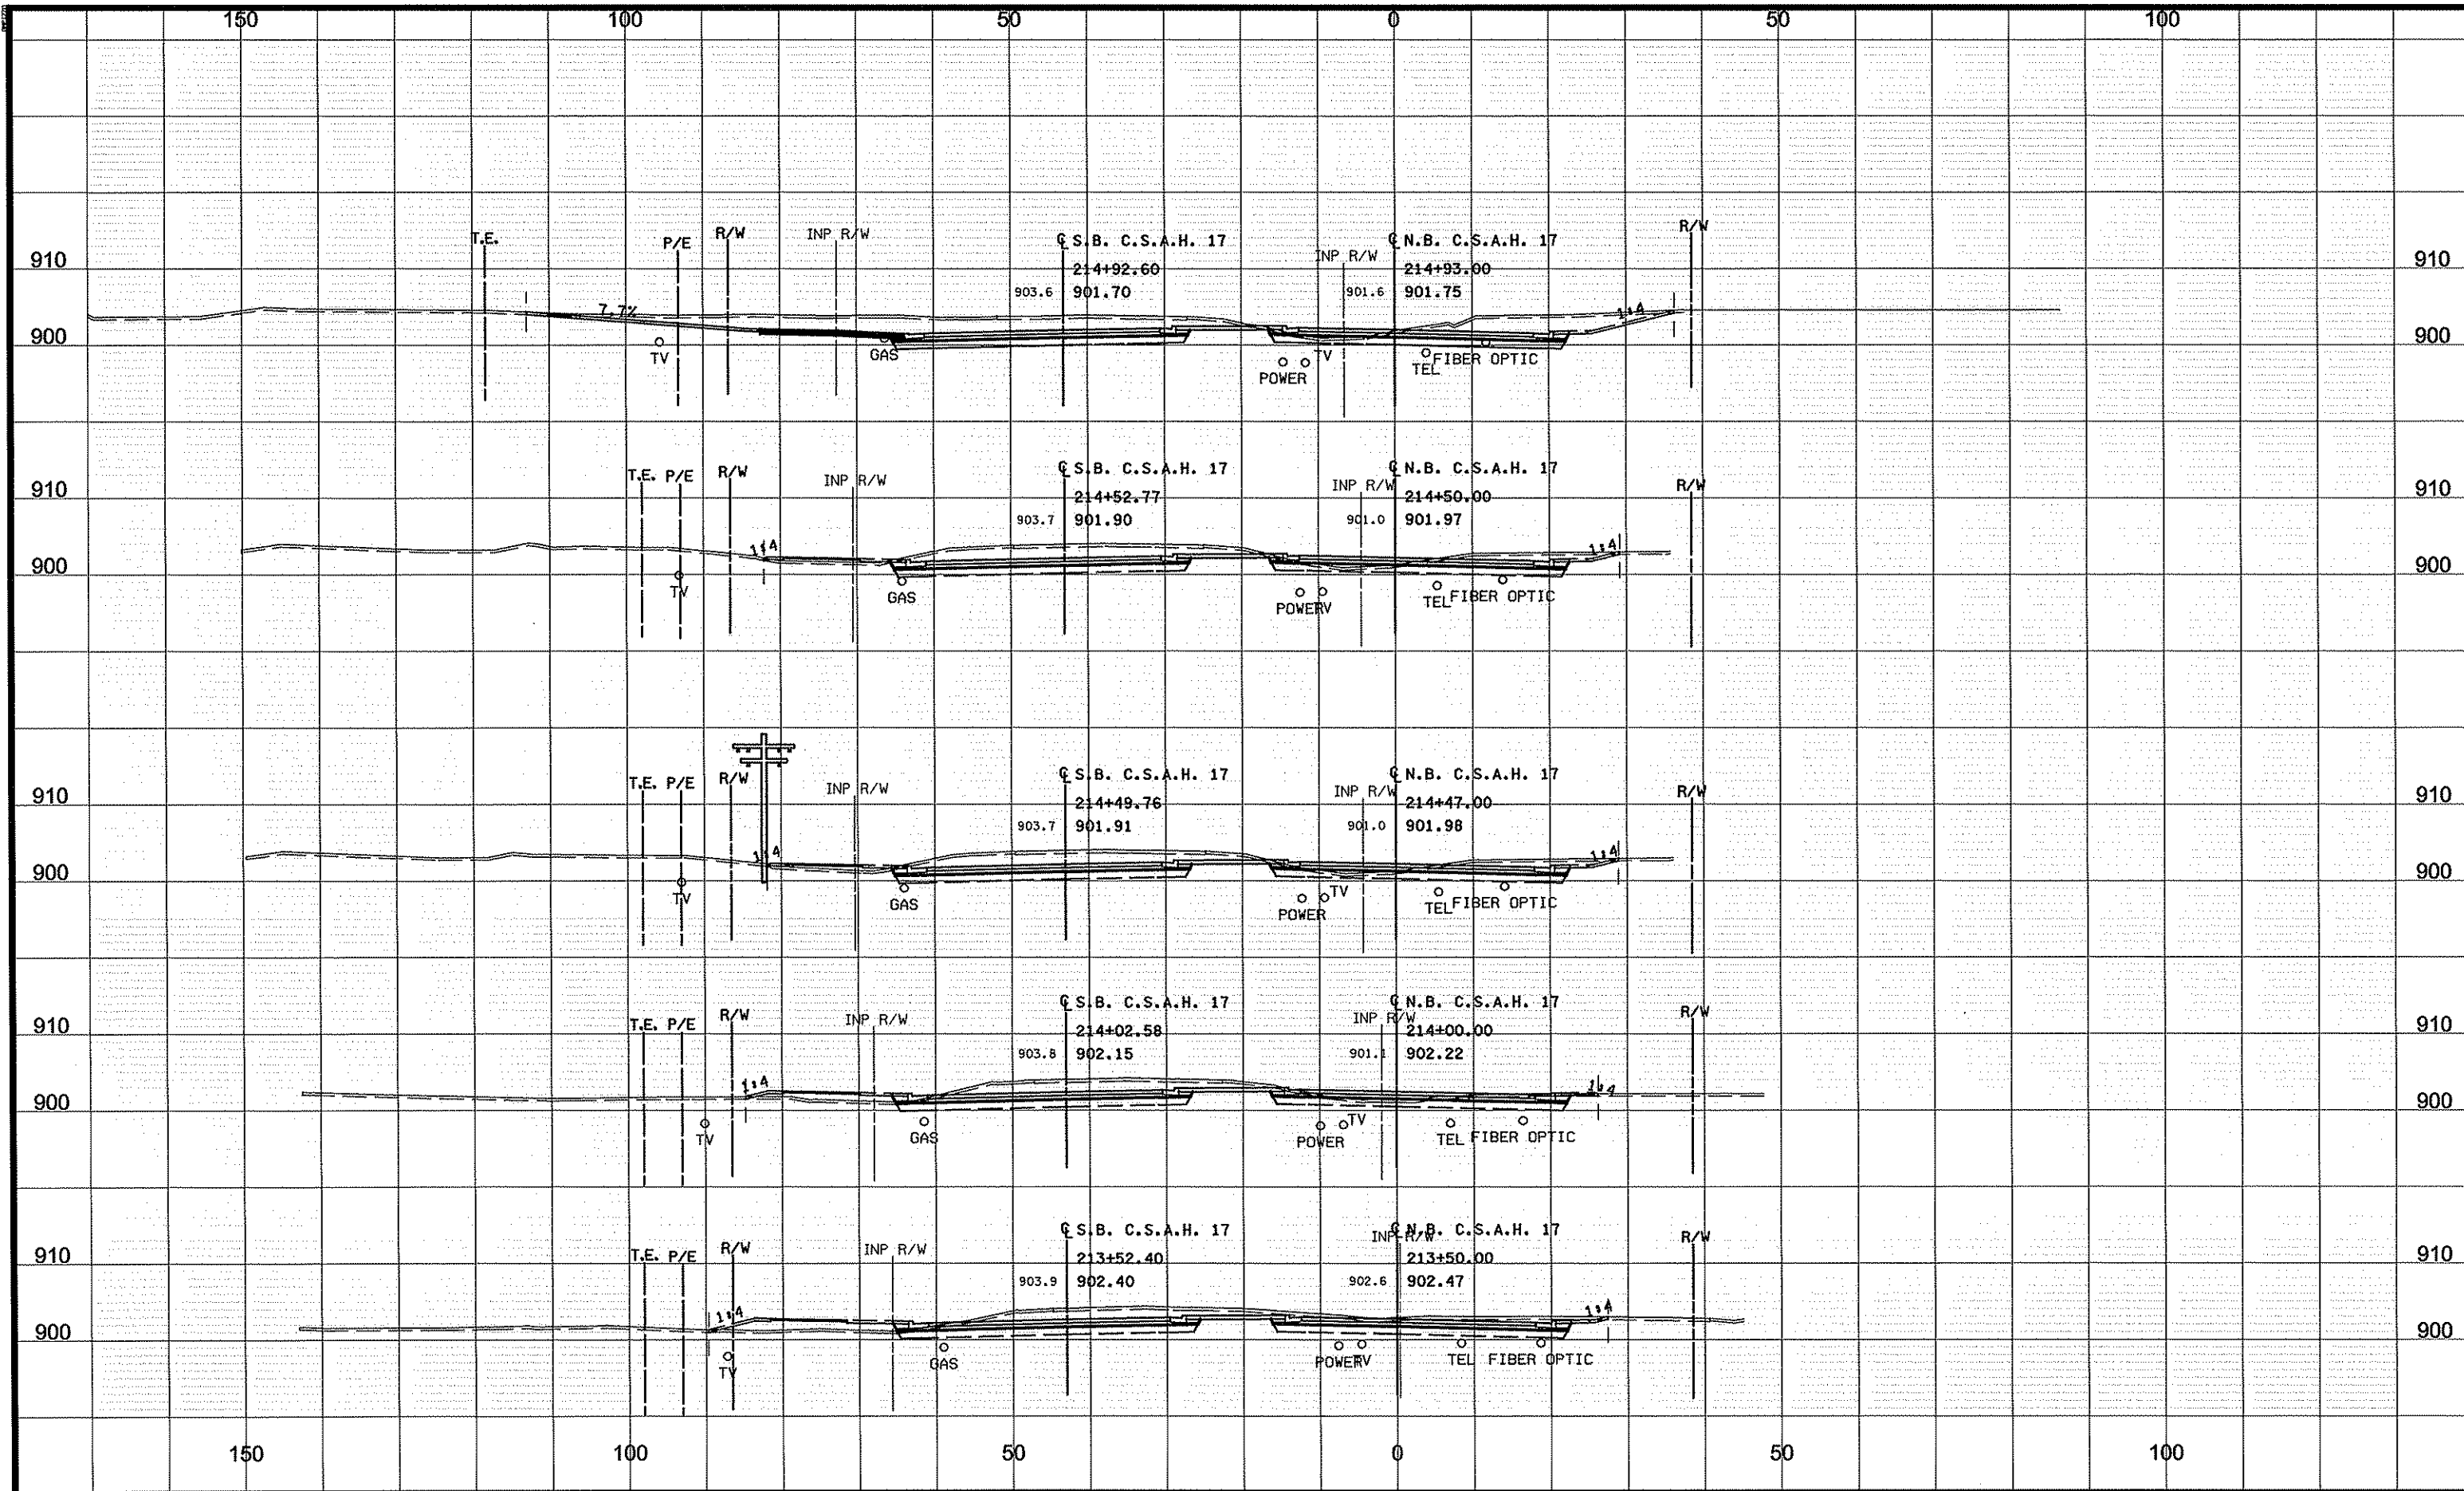 150 100 50 0 50 100
T.E. P/E R/W INP R/W ℄ S.B. C.S.A.H. 17 INP R/W ℄ N.B. C.S.A.H. 17 R/W
910 214+92.60 214+93.00 910
903.6 901.70 901.6 901.75
7.7% 1:4
900 900
TV GAS POWER TV TEL FIBER OPTIC
T.E. P/E R/W INP R/W ℄ S.B. C.S.A.H. 17 INP R/W ℄ N.B. C.S.A.H. 17 R/W
910 214+52.77 214+50.00 910
903.7 901.90 901.0 901.97
1:4 1:4
900 900
TV GAS POWER TV TEL FIBER OPTIC
T.E. P/E R/W INP R/W ℄ S.B. C.S.A.H. 17 INP R/W ℄ N.B. C.S.A.H. 17 R/W
910 214+49.76 214+47.00 910
903.7 901.91 901.0 901.98
1:4 1:4
900 900
TV GAS POWER TV TEL FIBER OPTIC
T.E. P/E R/W INP R/W ℄ S.B. C.S.A.H. 17 INP R/W ℄ N.B. C.S.A.H. 17 R/W
910 214+02.58 214+00.00 910
903.8 902.15 901.1 902.22
1:4 1:4
900 900
TV GAS POWER TV TEL FIBER OPTIC
T.E. P/E R/W INP R/W ℄ S.B. C.S.A.H. 17 INP R/W ℄ N.B. C.S.A.H. 17 R/W
910 213+52.40 213+50.00 910
903.9 902.40 902.6 902.47
1:4 1:4
900 900
TV GAS POWER TV TEL FIBER OPTIC
150 100 50 0 50 100